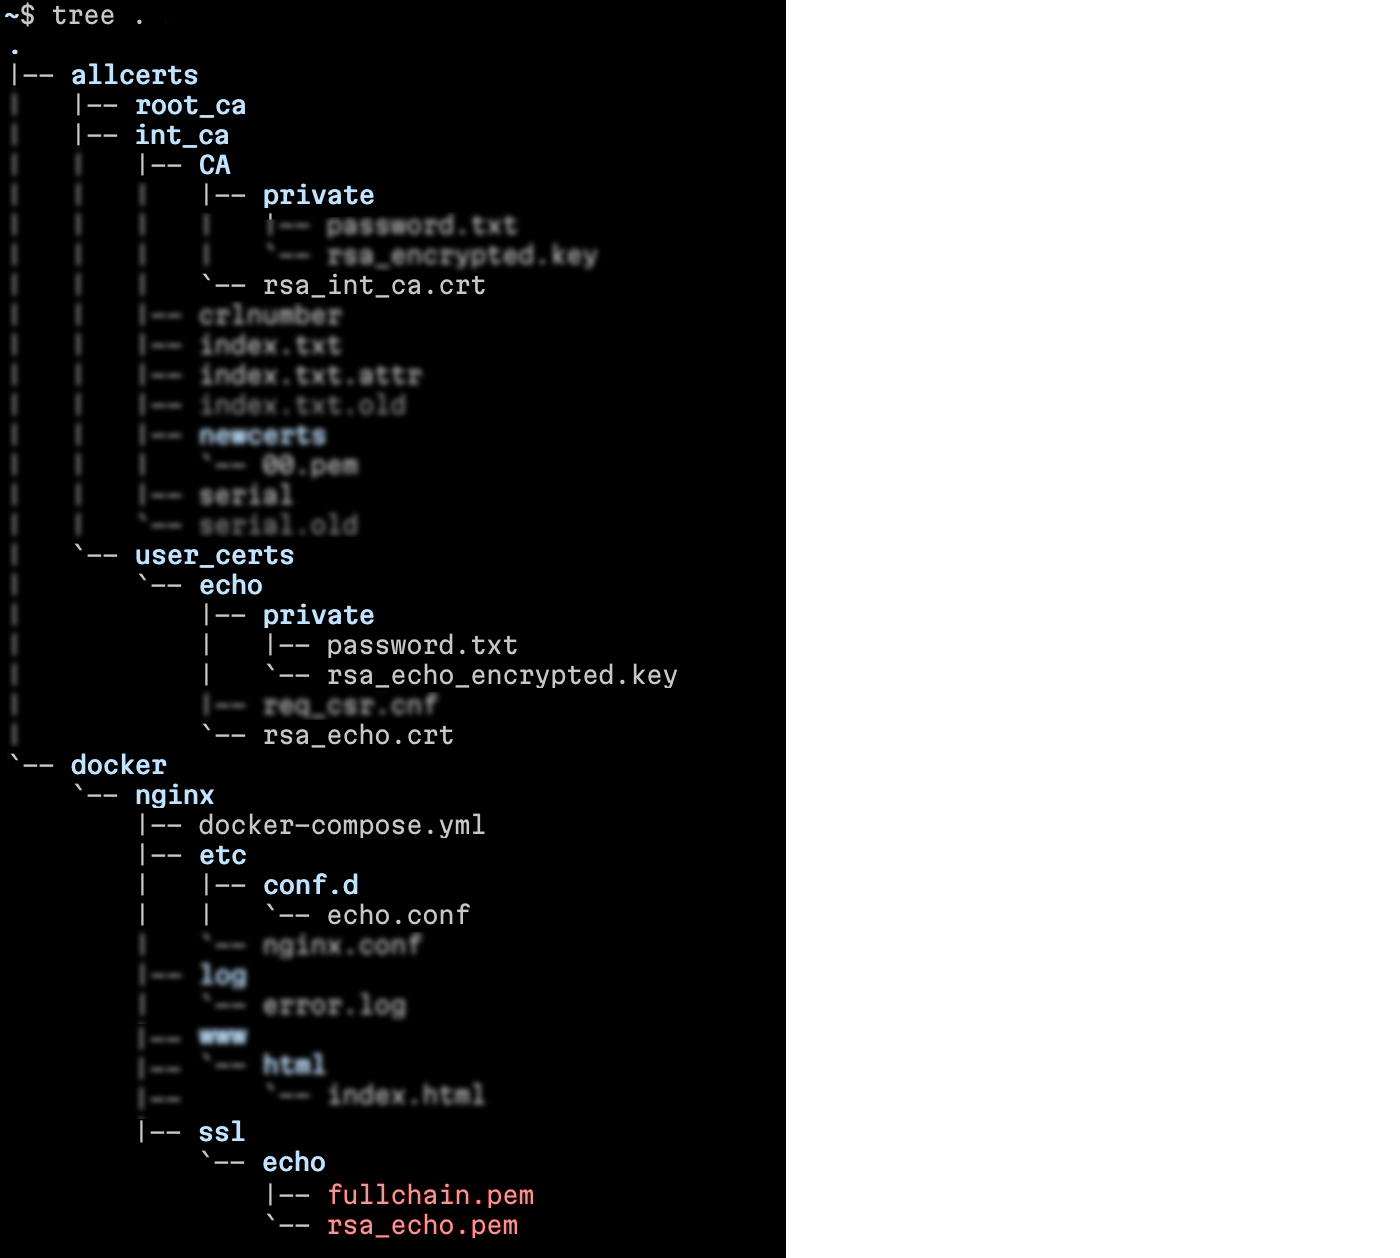 ~$ tree .
.
|-- allcerts
|   |-- root_ca
|   |-- int_ca
|   |   |-- CA
|   |   |   |-- private
|   |   |   |   |-- password.txt
|   |   |   |   `-- rsa_encrypted.key
|   |   |   `-- rsa_int_ca.crt
|   |   |-- crlnumber
|   |   |-- index.txt
|   |   |-- index.txt.attr
|   |   |-- index.txt.old
|   |   |-- newcerts
|   |   |   `-- 00.pem
|   |   |-- serial
|   |   `-- serial.old
|   `-- user_certs
|       `-- echo
|           |-- private
|           |   |-- password.txt
|           |   `-- rsa_echo_encrypted.key
|           |-- req_csr.cnf
|           `-- rsa_echo.crt
`-- docker
    `-- nginx
        |-- docker-compose.yml
        |-- etc
        |   |-- conf.d
        |   |   `-- echo.conf
        |   `-- nginx.conf
        |-- log
        |   `-- error.log
        |-- www
        |-- `-- html
        |--     `-- index.html
        |-- ssl
            `-- echo
                |-- fullchain.pem
                `-- rsa_echo.pem